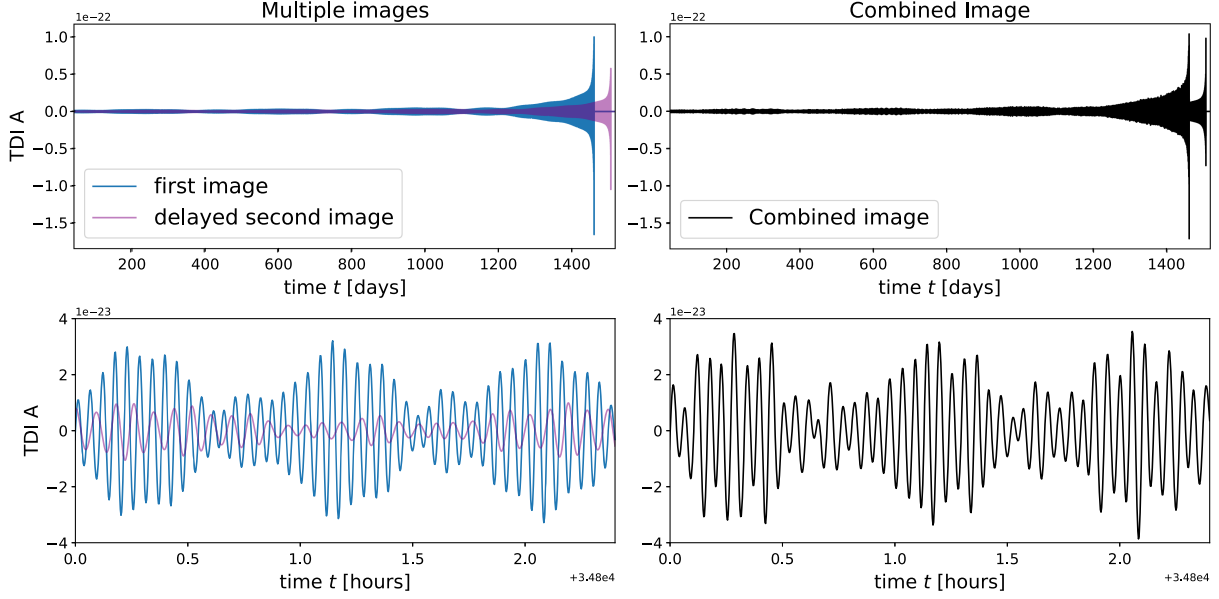 Multiple images
Combined Image
1e−22
1e−22
TDI A
1.0
0.5
0.0
−0.5
−1.0
−1.5
first image
delayed second image
200 400 600 800 1000 1200 1400
time t [days]
1.0
0.5
0.0
−0.5
−1.0
−1.5
Combined image
200 400 600 800 1000 1200 1400
time t [days]
1e−23
1e−23
TDI A
4
2
0
−2
−4
0.0 0.5 1.0 1.5 2.0
time t [hours]
+3.48e4
4
2
0
−2
−4
0.0 0.5 1.0 1.5 2.0
time t [hours]
+3.48e4